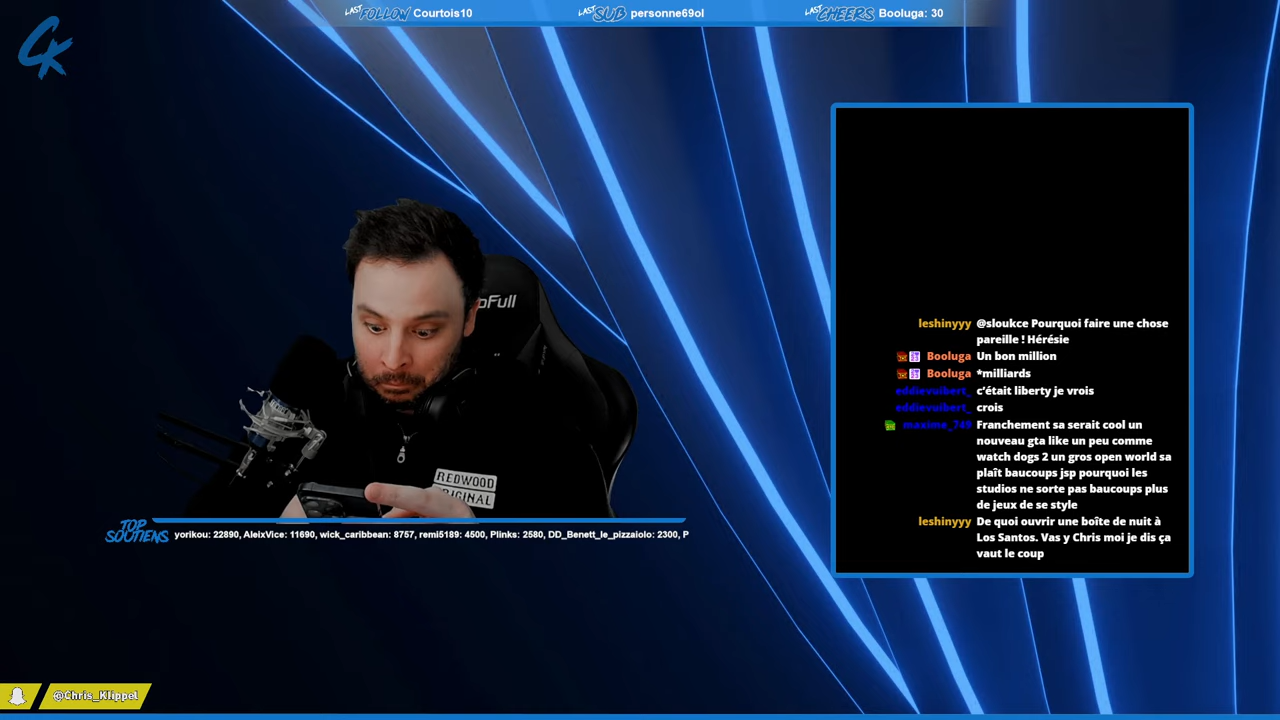 LAST FOLLOW Courtois10 LAST SUB personne69ol LAST CHEERS Booluga: 30
CK
oFull
leshinyyy @sloukce Pourquoi faire une chose
pareille ! Hérésie
Booluga Un bon million
Booluga *milliards
eddievuibert_ c'était liberty je vrois
eddievuibert_ crois
maxime_749 Franchement sa serait cool un
nouveau gta like un peu comme
watch dogs 2 un gros open world sa
plaît baucoups jsp pourquoi les
studios ne sorte pas baucoups plus
de jeux de se style
leshinyyy De quoi ouvrir une boîte de nuit à
Los Santos. Vas y Chris moi je dis ça
vaut le coup
REDWOOD
ORIGINAL
TOP
SOUTIENS yorikou: 22890, AleixVice: 11690, wick_caribbean: 8757, remi5189: 4500, Plinks: 2580, DD_Benett_le_pizzaiolo: 2300, P
@Chris_Klippel